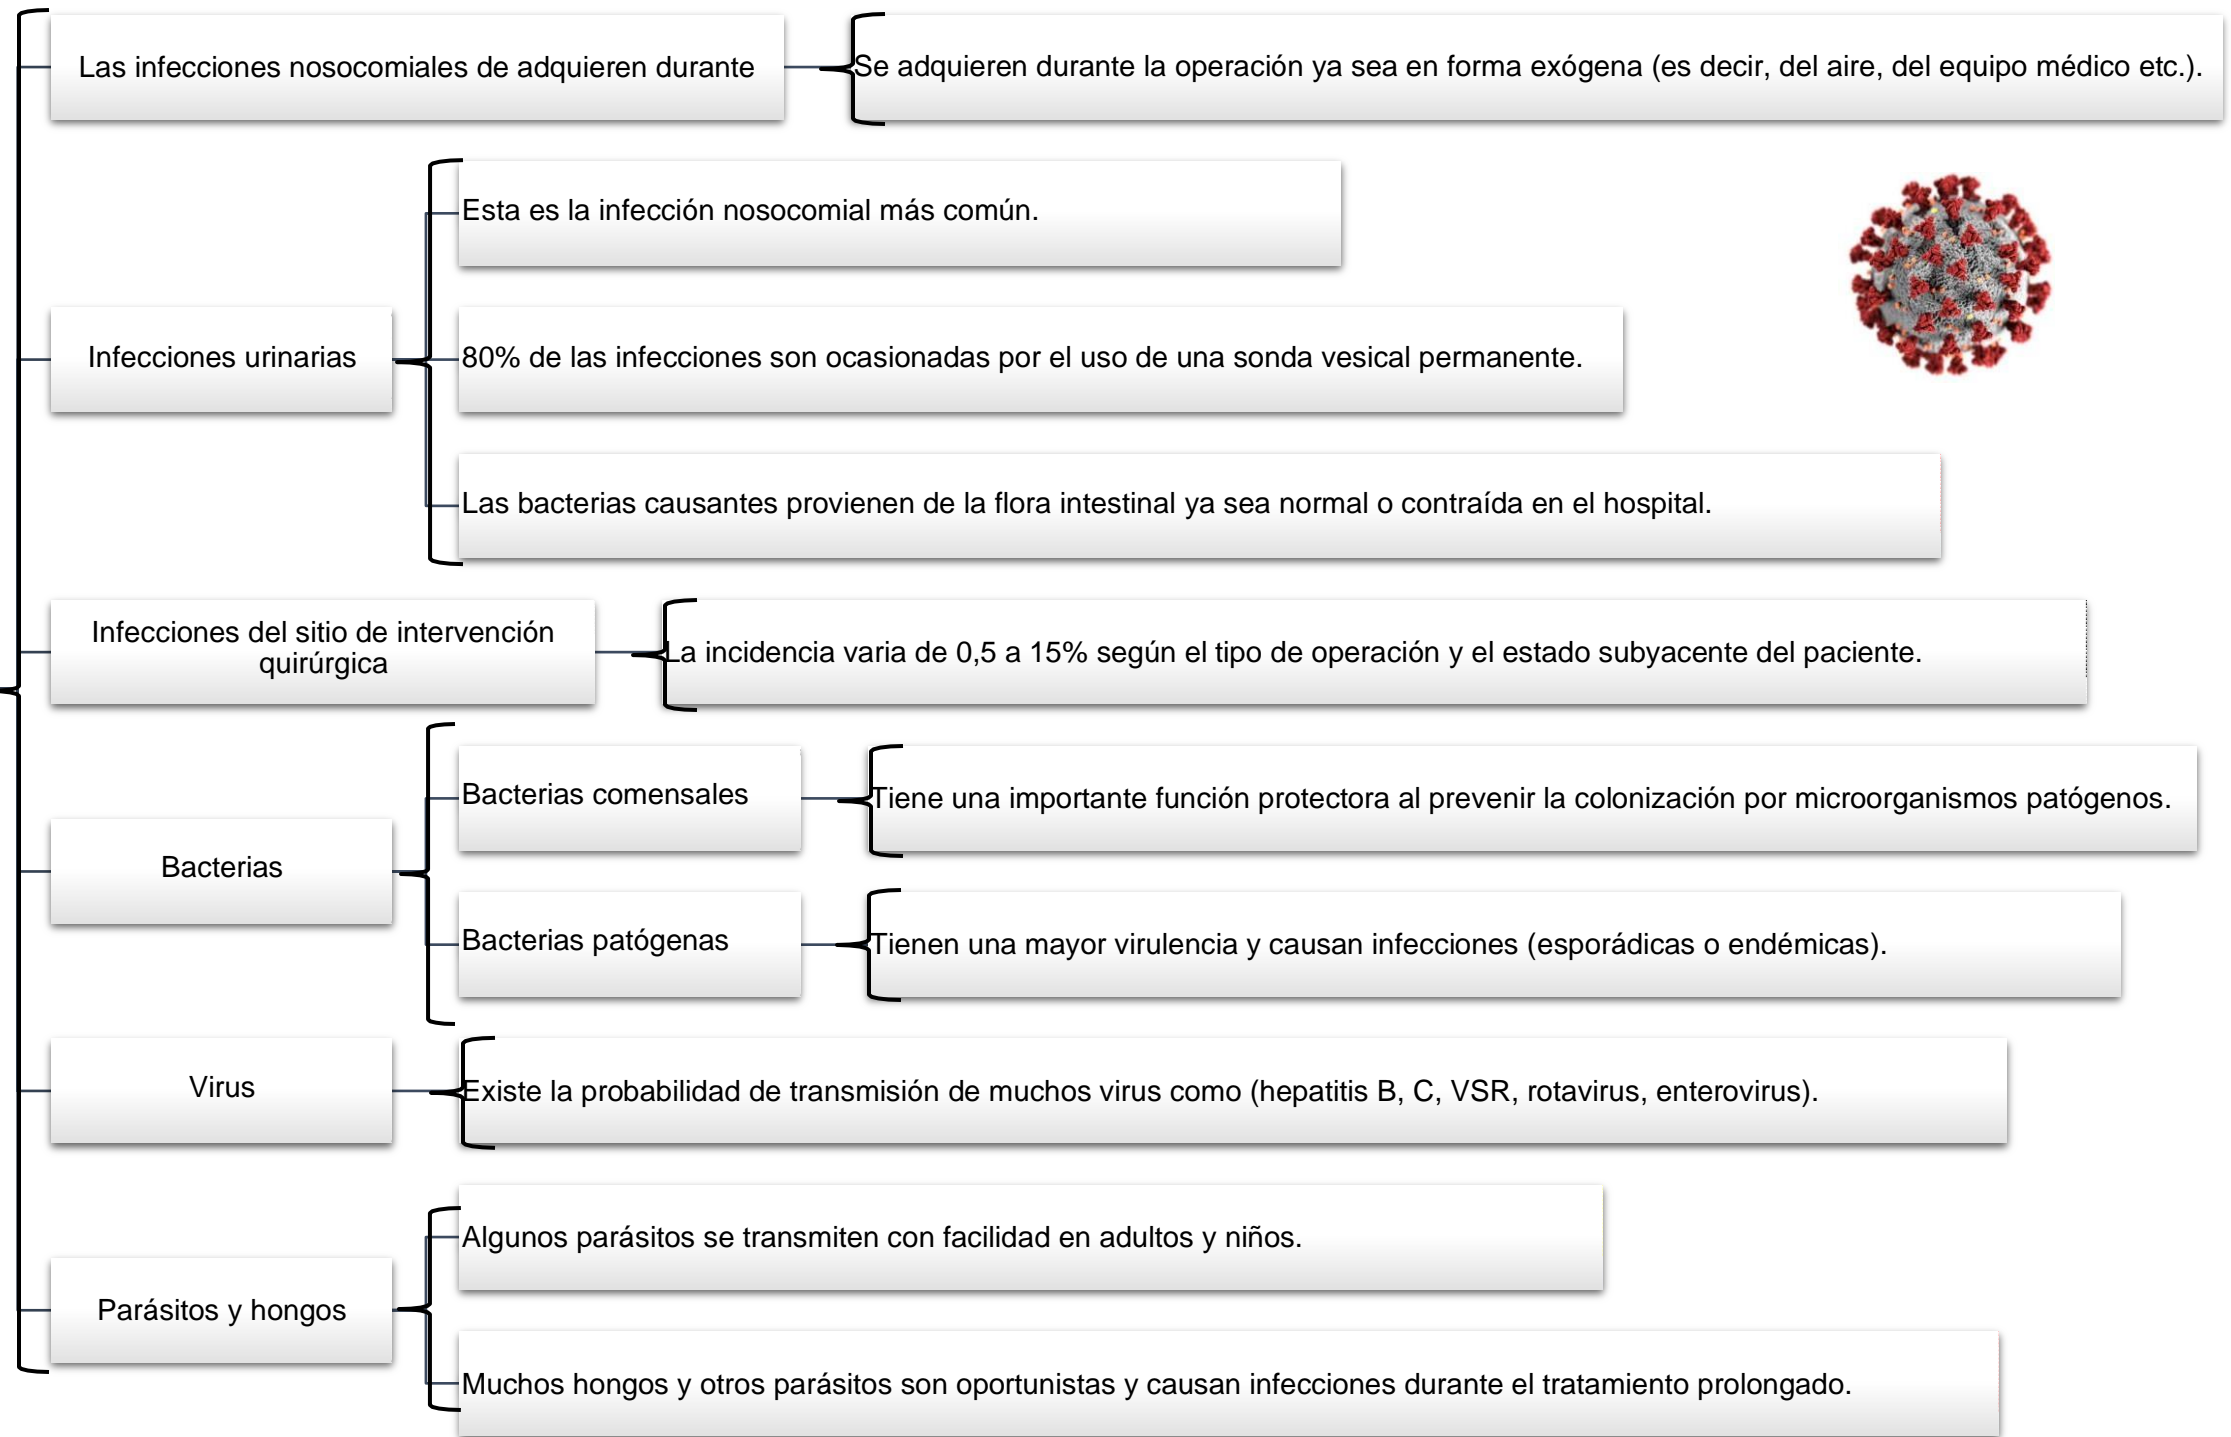 Las infecciones nosocomiales de adquieren durante
Se adquieren durante la operación ya sea en forma exógena (es decir, del aire, del equipo médico etc.).
Infecciones urinarias
Esta es la infección nosocomial más común.
80% de las infecciones son ocasionadas por el uso de una sonda vesical permanente.
Las bacterias causantes provienen de la flora intestinal ya sea normal o contraída en el hospital.
Infecciones del sitio de intervención
quirúrgica
La incidencia varia de 0,5 a 15% según el tipo de operación y el estado subyacente del paciente.
Bacterias
Bacterias comensales
Tiene una importante función protectora al prevenir la colonización por microorganismos patógenos.
Bacterias patógenas
Tienen una mayor virulencia y causan infecciones (esporádicas o endémicas).
Virus
Existe la probabilidad de transmisión de muchos virus como (hepatitis B, C, VSR, rotavirus, enterovirus).
Parásitos y hongos
Algunos parásitos se transmiten con facilidad en adultos y niños.
Muchos hongos y otros parásitos son oportunistas y causan infecciones durante el tratamiento prolongado.